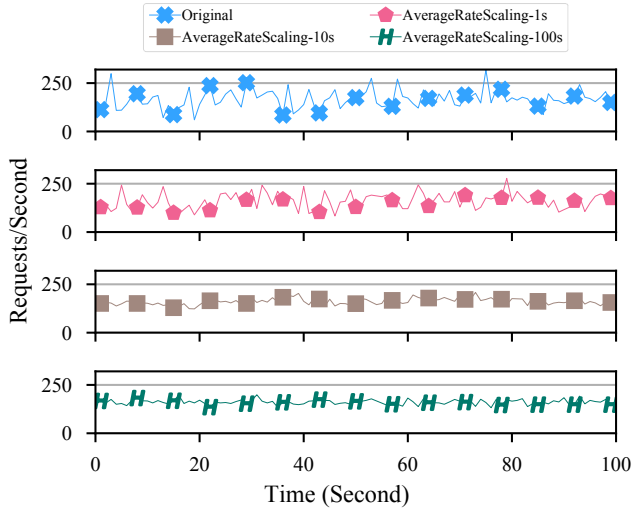 Original
AverageRateScaling-1s
AverageRateScaling-10s
AverageRateScaling-100s
Requests/Second
250
0
250
0
250
0
250
0
0 20 40 60 80 100
Time (Second)